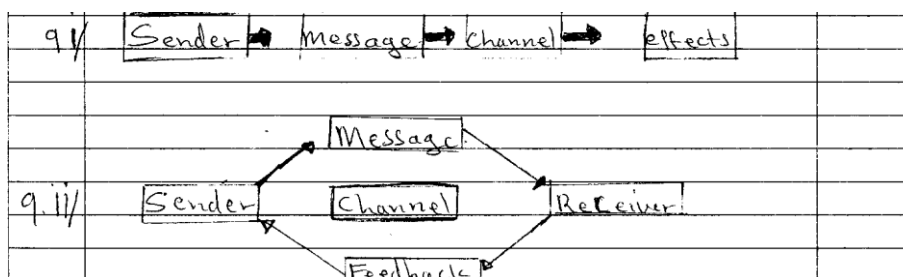 9i/ Sender Message Channel effects
Message
9.ii/ Sender Channel Receiver
Feedback